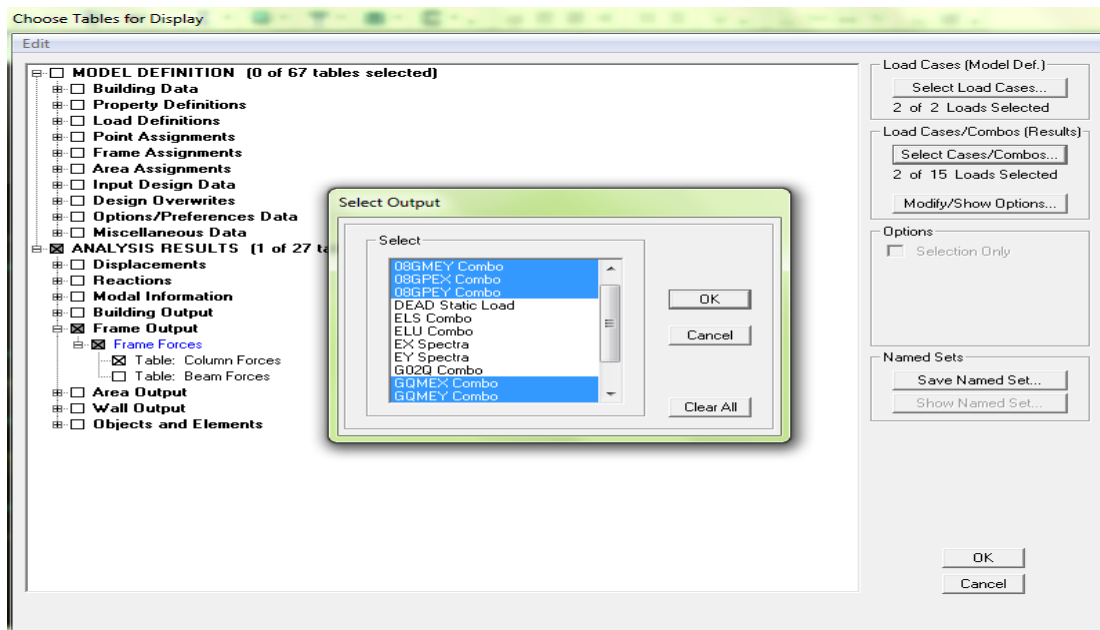 Choose Tables for Display
Edit
MODEL DEFINITION (0 of 67 tables selected)
Building Data
Property Definitions
Load Definitions
Point Assignments
Frame Assignments
Area Assignments
Input Design Data
Design Overwrites
Options/Preferences Data
Miscellaneous Data
ANALYSIS RESULTS (1 of 27
Displacements
Reactions
Modal Information
Building Output
Frame Output
Frame Forces
Table: Column Forces
Table: Beam Forces
Area Output
Wall Output
Objects and Elements
Select Output
Select
08GMEY Combo
08GPEX Combo
08GPEY Combo
DEAD Static Load
ELS Combo
ELU Combo
EX Spectra
EY Spectra
G02Q Combo
GQMEX Combo
GQMEY Combo
OK
Cancel
Clear All
Load Cases (Model Def.)
Select Load Cases...
2 of 2 Loads Selected
Load Cases/Combos (Results)
Select Cases/Combos...
2 of 15 Loads Selected
Modify/Show Options...
Options
Selection Only
Named Sets
Save Named Set...
Show Named Set...
OK
Cancel